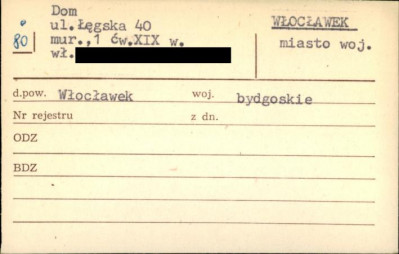 80
Dom
ul.Łęgska 40
mur.,1 ćw.XIX w.
wł.
WŁOCŁAWEK
miasto woj.
d.pow. Włocławek woj. bydgoskie
Nr rejestru z dn.
ODZ
BDZ